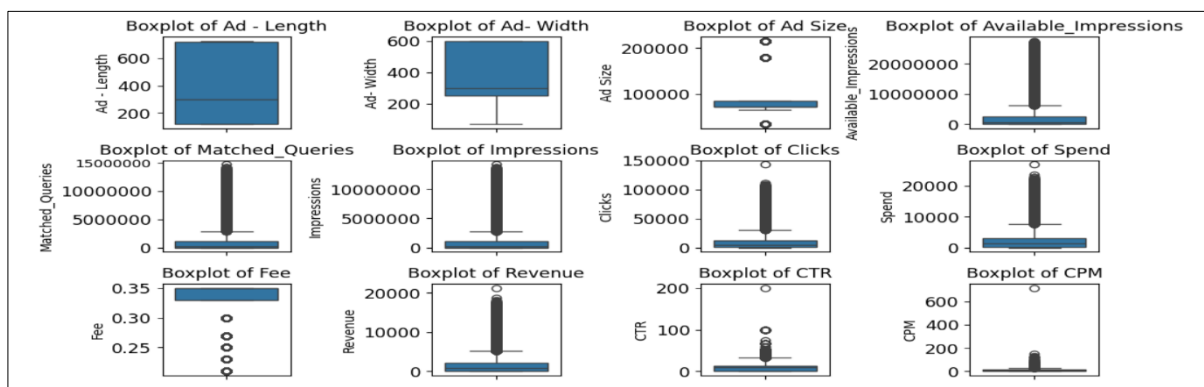 Boxplot of Ad - Length
Ad - Length
600
400
200
Boxplot of Ad- Width
Ad- Width
600
400
200
Boxplot of Ad Size
Ad Size
200000
100000
Boxplot of Available_Impressions
Available_Impressions
20000000
10000000
0
Boxplot of Matched_Queries
Matched_Queries
15000000
10000000
5000000
0
Boxplot of Impressions
Impressions
10000000
5000000
0
Boxplot of Clicks
Clicks
150000
100000
50000
0
Boxplot of Spend
Spend
20000
10000
0
Boxplot of Fee
Fee
0.35
0.30
0.25
Boxplot of Revenue
Revenue
20000
10000
0
Boxplot of CTR
CTR
200
100
0
Boxplot of CPM
CPM
600
400
200
0